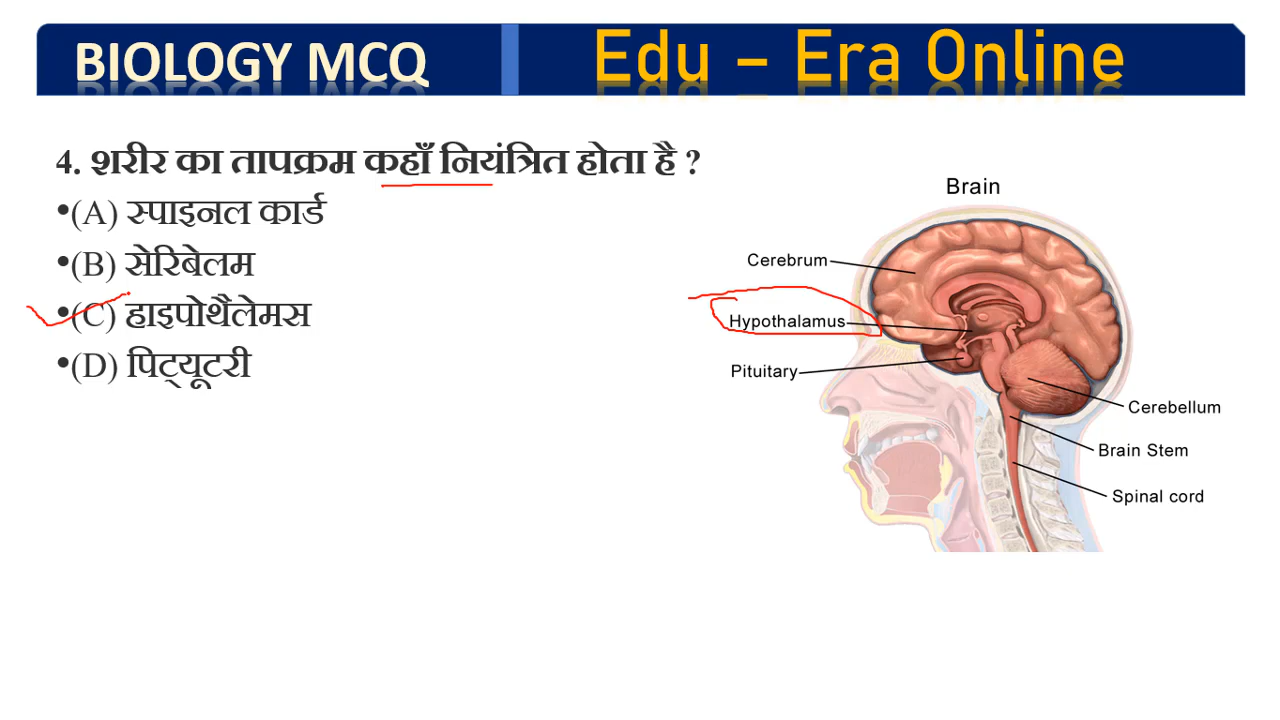 BIOLOGY MCQ
Edu – Era Online
4. शरीर का तापक्रम कहाँ नियंत्रित होता है ?
•(A) स्पाइनल कार्ड
•(B) सेरिबेलम
•(C) हाइपोथैलेमस
•(D) पिट्यूटरी
Brain
Cerebrum
Hypothalamus
Pituitary
Cerebellum
Brain Stem
Spinal cord